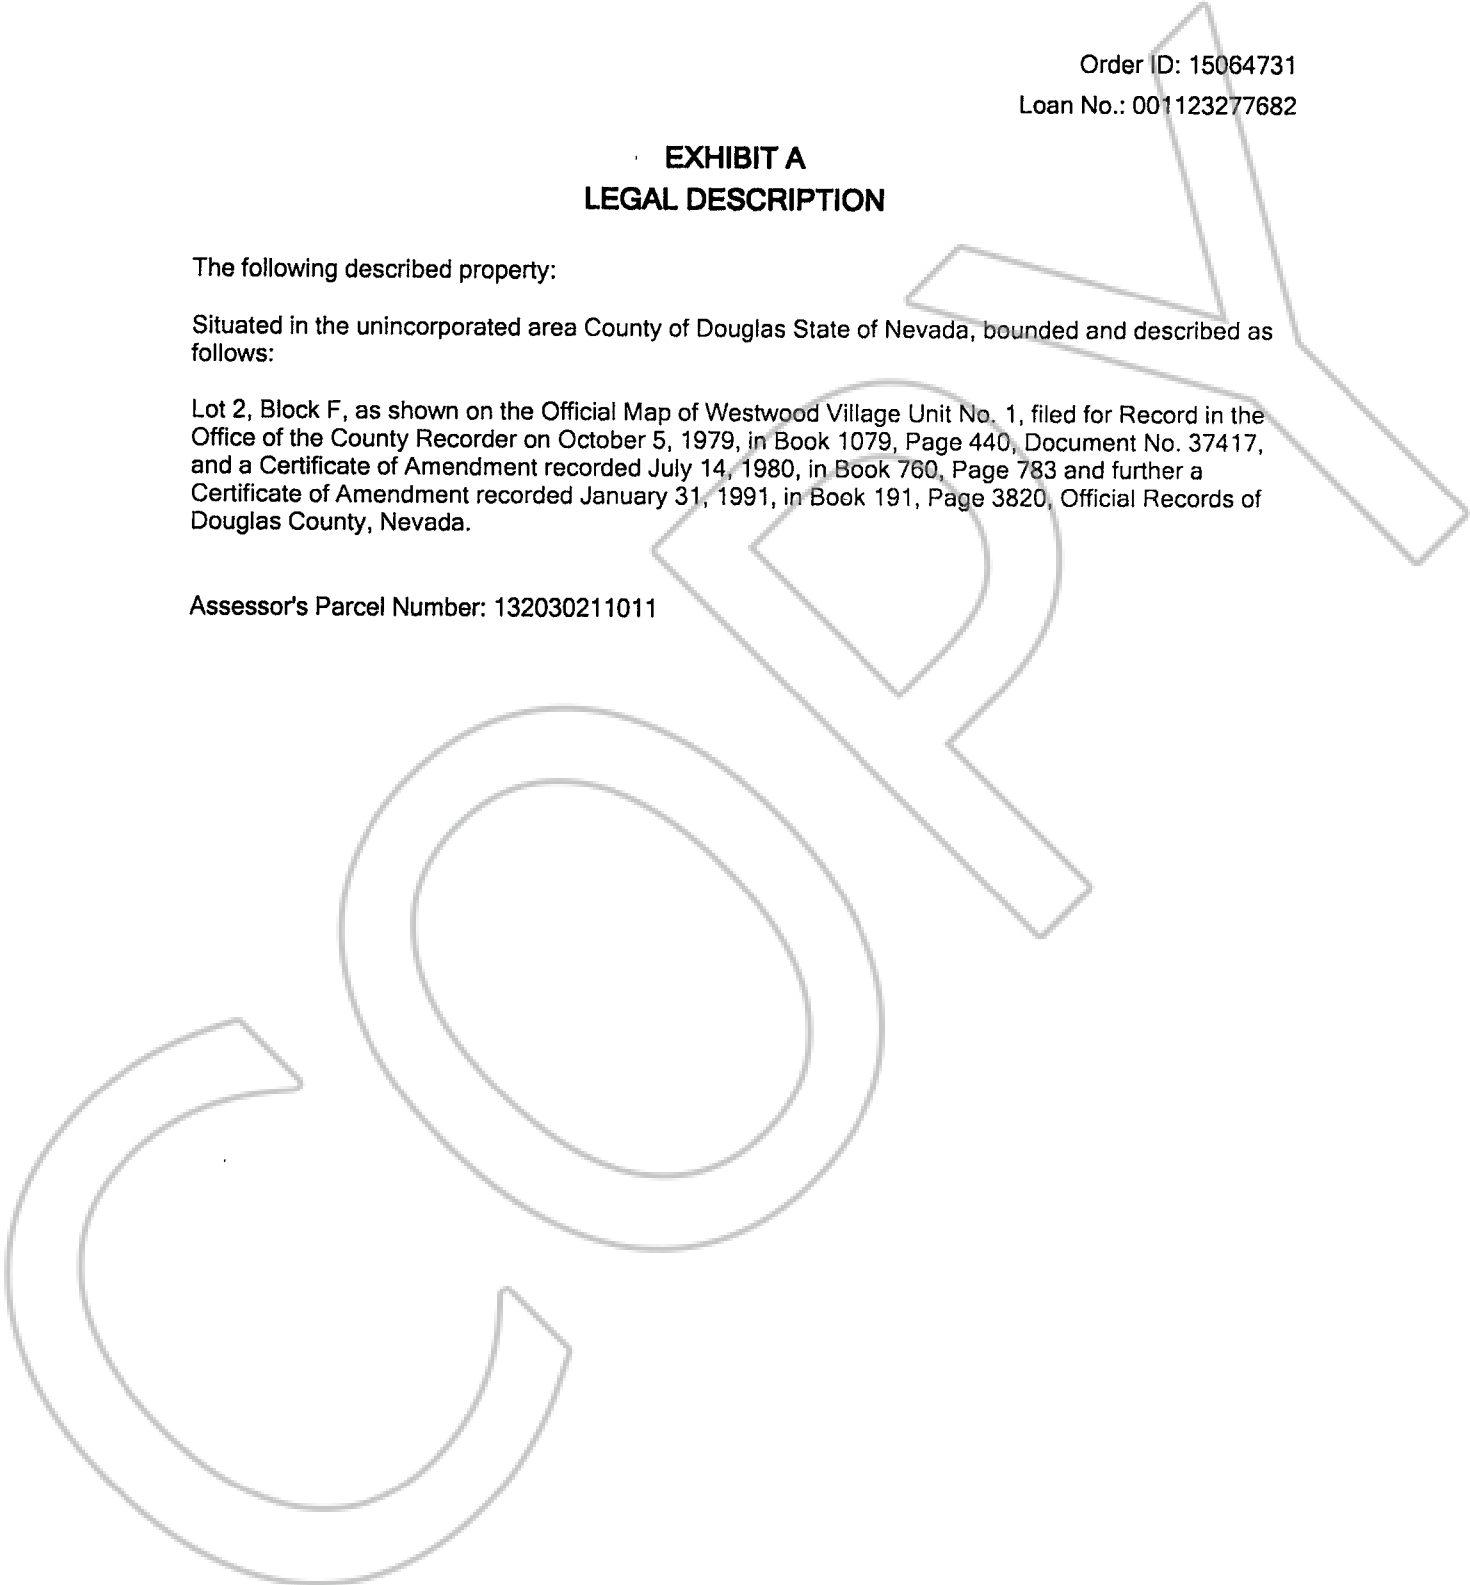 Order ID: 15064731
Loan No.: 001123277682
EXHIBIT A
LEGAL DESCRIPTION
The following described property:
Situated in the unincorporated area County of Douglas State of Nevada, bounded and described as
follows:
Lot 2, Block F, as shown on the Official Map of Westwood Village Unit No. 1, filed for Record in the
Office of the County Recorder on October 5, 1979, in Book 1079, Page 440, Document No. 37417,
and a Certificate of Amendment recorded July 14, 1980, in Book 760, Page 783 and further a
Certificate of Amendment recorded January 31, 1991, in Book 191, Page 3820, Official Records of
Douglas County, Nevada.
Assessor's Parcel Number: 132030211011
COPY